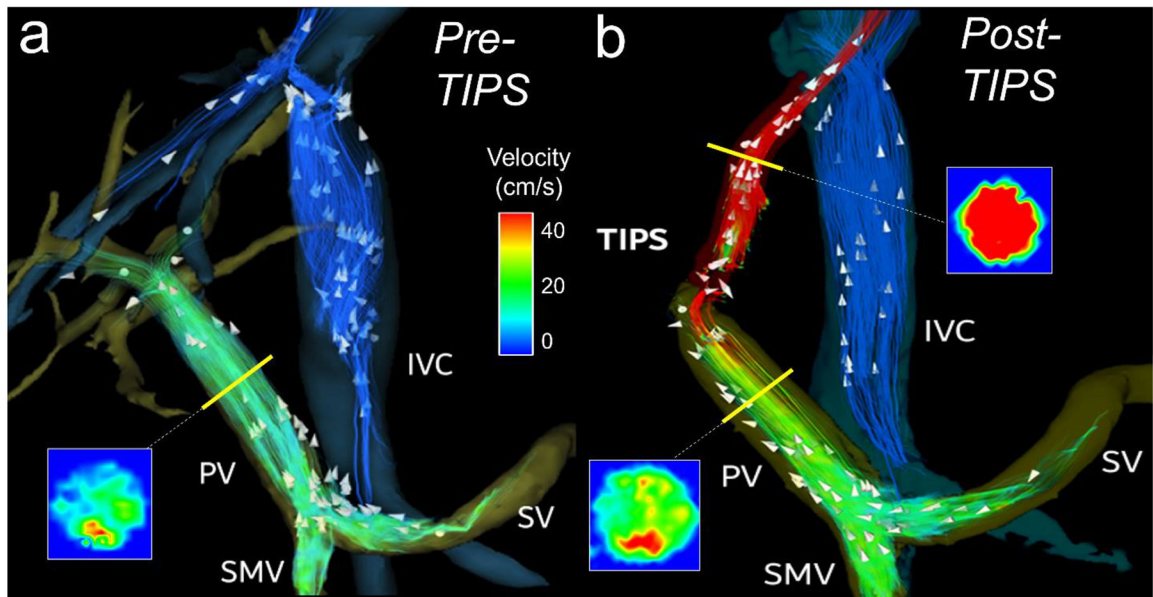 a
Pre-
TIPS
Velocity
(cm/s)
40
20
0
IVC
PV
SV
SMV
b
Post-
TIPS
TIPS
IVC
PV
SV
SMV